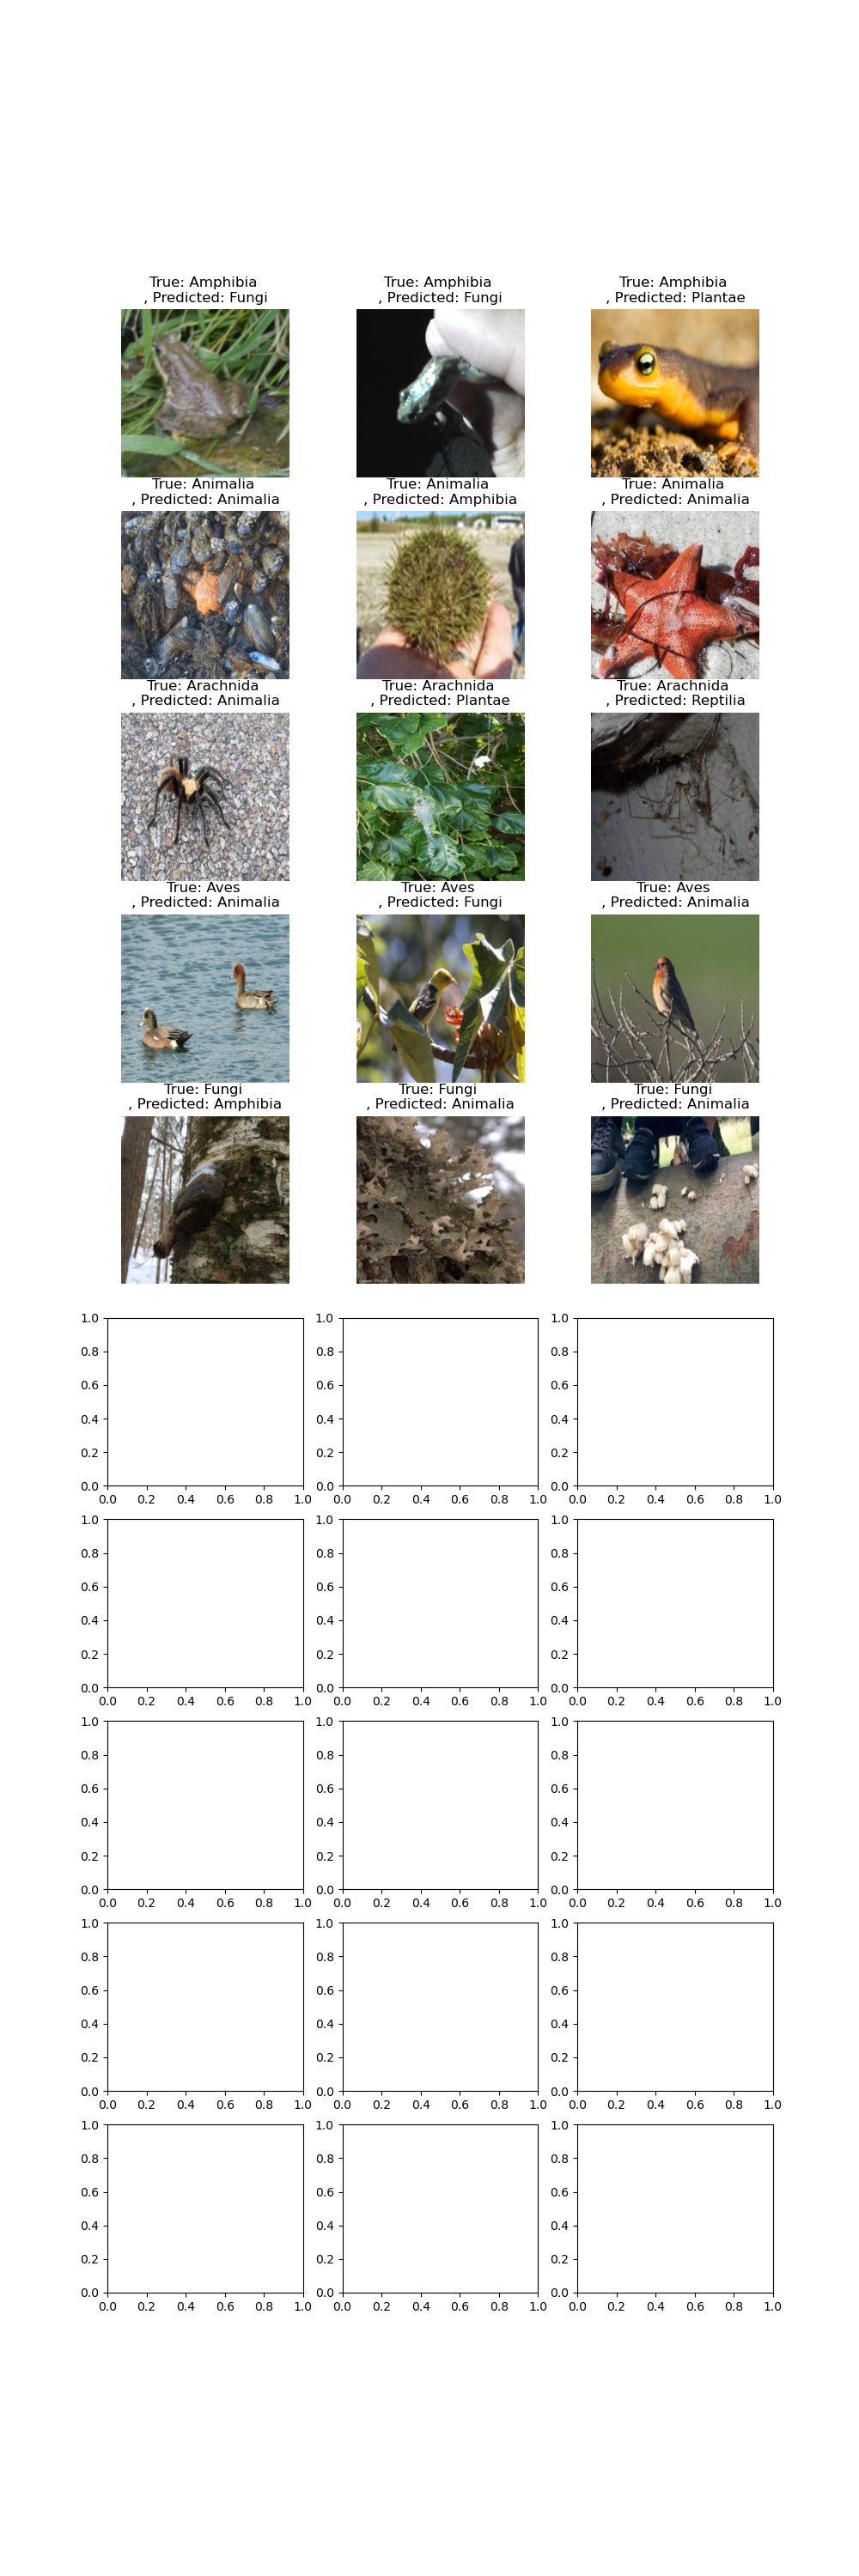 True: Amphibia
, Predicted: Fungi
True: Amphibia
, Predicted: Fungi
True: Amphibia
, Predicted: Plantae
True: Animalia
, Predicted: Animalia
True: Animalia
, Predicted: Amphibia
True: Animalia
, Predicted: Animalia
True: Arachnida
, Predicted: Animalia
True: Arachnida
, Predicted: Plantae
True: Arachnida
, Predicted: Reptilia
True: Aves
, Predicted: Animalia
True: Aves
, Predicted: Fungi
True: Aves
, Predicted: Animalia
True: Fungi
, Predicted: Amphibia
True: Fungi
, Predicted: Animalia
True: Fungi
, Predicted: Animalia
1.0 1.0 1.0
0.8 0.8 0.8
0.6 0.6 0.6
0.4 0.4 0.4
0.2 0.2 0.2
0.0 0.0 0.0
0.0 0.2 0.4 0.6 0.8 1.0 0.0 0.2 0.4 0.6 0.8 1.0 0.0 0.2 0.4 0.6 0.8 1.0
1.0 1.0 1.0
0.8 0.8 0.8
0.6 0.6 0.6
0.4 0.4 0.4
0.2 0.2 0.2
0.0 0.0 0.0
0.0 0.2 0.4 0.6 0.8 1.0 0.0 0.2 0.4 0.6 0.8 1.0 0.0 0.2 0.4 0.6 0.8 1.0
1.0 1.0 1.0
0.8 0.8 0.8
0.6 0.6 0.6
0.4 0.4 0.4
0.2 0.2 0.2
0.0 0.0 0.0
0.0 0.2 0.4 0.6 0.8 1.0 0.0 0.2 0.4 0.6 0.8 1.0 0.0 0.2 0.4 0.6 0.8 1.0
1.0 1.0 1.0
0.8 0.8 0.8
0.6 0.6 0.6
0.4 0.4 0.4
0.2 0.2 0.2
0.0 0.0 0.0
0.0 0.2 0.4 0.6 0.8 1.0 0.0 0.2 0.4 0.6 0.8 1.0 0.0 0.2 0.4 0.6 0.8 1.0
1.0 1.0 1.0
0.8 0.8 0.8
0.6 0.6 0.6
0.4 0.4 0.4
0.2 0.2 0.2
0.0 0.0 0.0
0.0 0.2 0.4 0.6 0.8 1.0 0.0 0.2 0.4 0.6 0.8 1.0 0.0 0.2 0.4 0.6 0.8 1.0